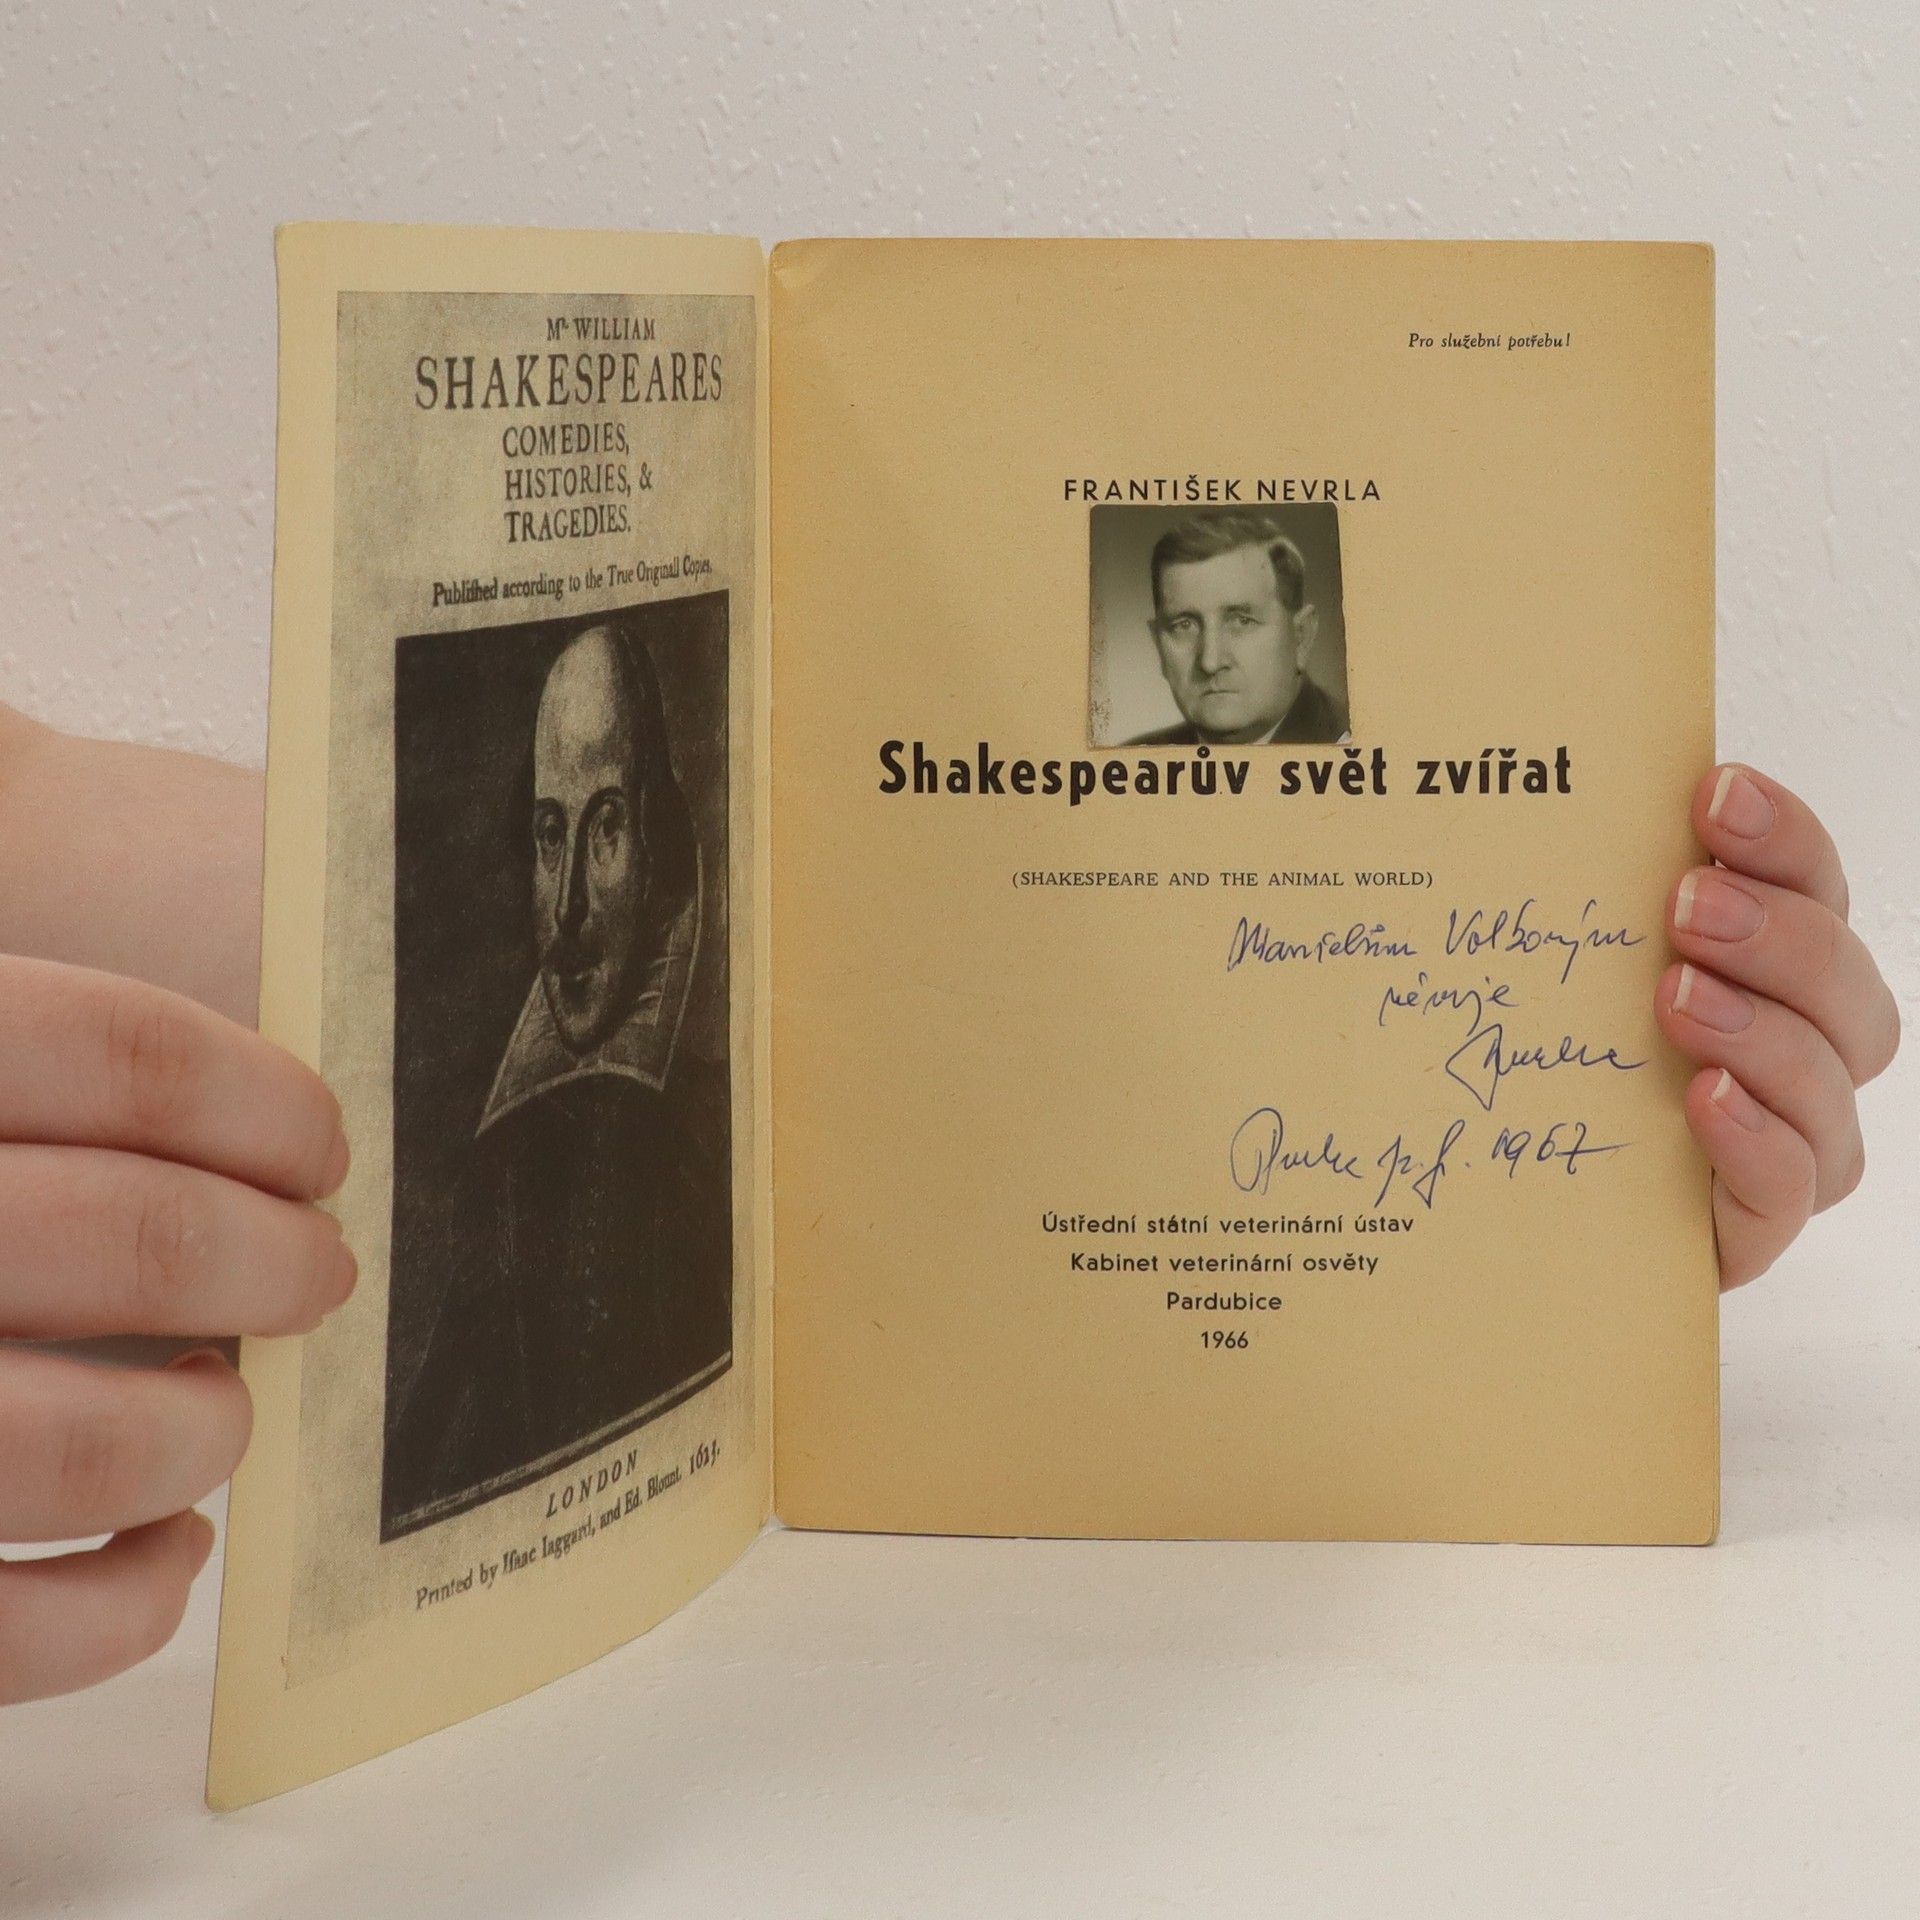 Mr. WILLIAM
SHAKESPEARES
COMEDIES,
HISTORIES, &
TRAGEDIES.
Publiſhed according to the True Originall Copies.
LONDON
Printed by Iſaac Iaggard, and Ed. Blount. 1623.
Pro služební potřebu!
FRANTIŠEK NEVRLA
Shakespearův svět zvířat
(SHAKESPEARE AND THE ANIMAL WORLD)
Manželům Volkovým
věnuje
p.f. 1967
Ústřední státní veterinární ústav
Kabinet veterinární osvěty
Pardubice
1966